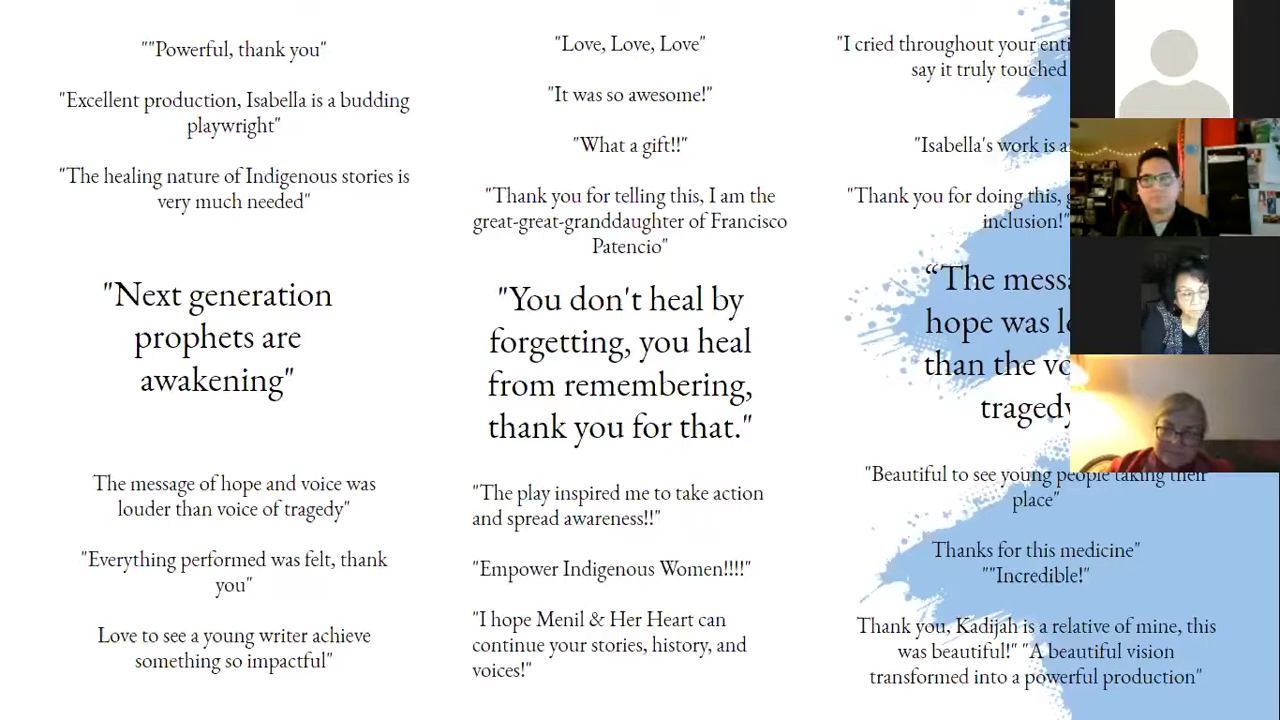 ""Powerful, thank you"
"Excellent production, Isabella is a budding
playwright"
"The healing nature of Indigenous stories is
very much needed"
"Next generation
prophets are
awakening"
The message of hope and voice was
louder than voice of tragedy"
"Everything performed was felt, thank
you"
Love to see a young writer achieve
something so impactful"
"Love, Love, Love"
"It was so awesome!"
"What a gift!!"
"Thank you for telling this, I am the
great-great-granddaughter of Francisco
Patencio"
"You don't heal by
forgetting, you heal
from remembering,
thank you for that."
"The play inspired me to take action
and spread awareness!!"
"Empower Indigenous Women!!!!"
"I hope Menil & Her Heart can
continue your stories, history, and
voices!"
"I cried throughout your
say it truly touched
"Isabella's work is
"Thank you for doing this,
inclusion!"
“The
hope was
than the
tragedy
"Beautiful to see young people taking their
place"
Thanks for this medicine"
""Incredible!"
Thank you, Kadijah is a relative of mine, this
was beautiful!" "A beautiful vision
transformed into a powerful production"